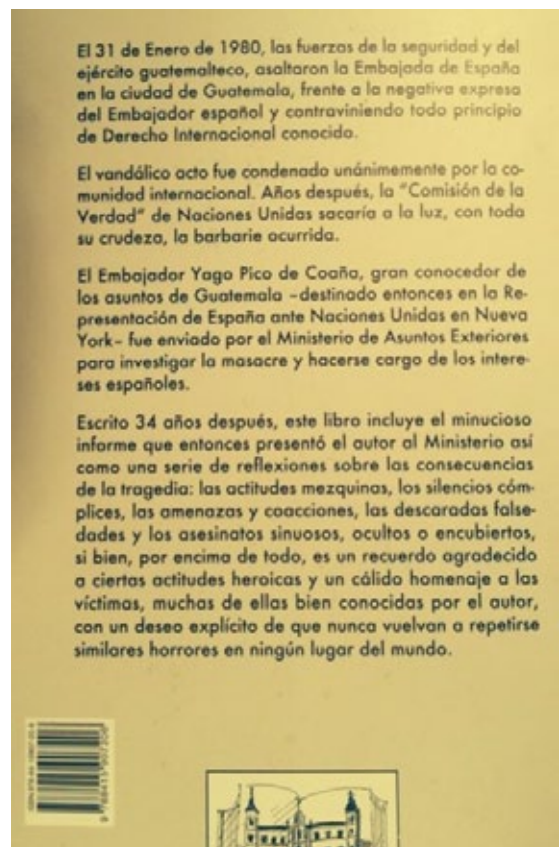 El 31 de Enero de 1980, las fuerzas de la seguridad y del
ejército guatemalteco, asaltaron la Embajada de España
en la ciudad de Guatemala, frente a la negativa expresa
del Embajador español y contraviniendo todo principio
de Derecho Internacional conocido.
El vandálico acto fue condenado unánimemente por la co-
munidad internacional. Años después, la "Comisión de la
Verdad" de Naciones Unidas sacaría a la luz, con toda
su crudeza, la barbarie ocurrida.
El Embajador Yago Pico de Coaña, gran conocedor de
los asuntos de Guatemala –destinado entonces en la Re-
presentación de España ante Naciones Unidas en Nueva
York– fue enviado por el Ministerio de Asuntos Exteriores
para investigar la masacre y hacerse cargo de los intere-
ses españoles.
Escrito 34 años después, este libro incluye el minucioso
informe que entonces presentó el autor al Ministerio así
como una serie de reflexiones sobre las consecuencias
de la tragedia: las actitudes mezquinas, los silencios cóm-
plices, las amenazas y coacciones, las descaradas false-
dades y los asesinatos sinuosos, ocultos o encubiertos,
si bien, por encima de todo, es un recuerdo agradecido
a ciertas actitudes heroicas y un cálido homenaje a las
víctimas, muchas de ellas bien conocidas por el autor,
con un deseo explícito de que nunca vuelvan a repetirse
similares horrores en ningún lugar del mundo.